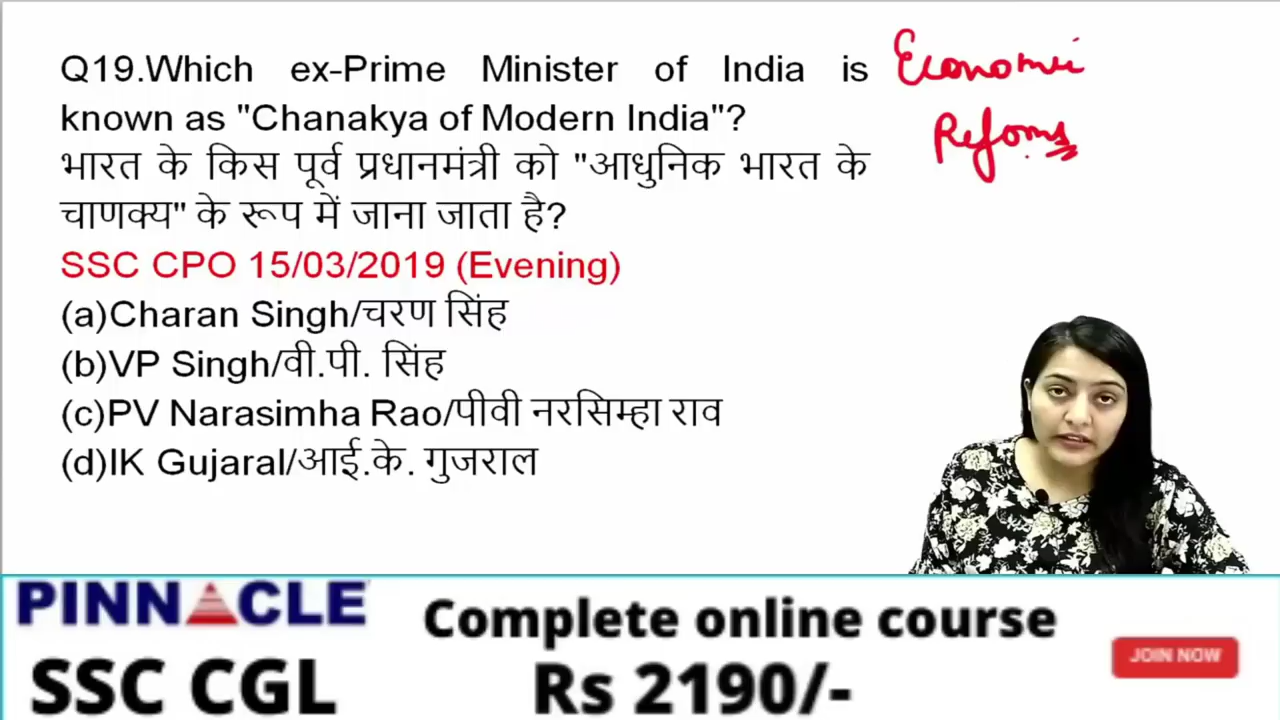 Q19.Which ex-Prime Minister of India is
known as "Chanakya of Modern India"?
भारत के किस पूर्व प्रधानमंत्री को "आधुनिक भारत के
चाणक्य" के रूप में जाना जाता है?
SSC CPO 15/03/2019 (Evening)
(a)Charan Singh/चरण सिंह
(b)VP Singh/वी.पी. सिंह
(c)PV Narasimha Rao/पीवी नरसिम्हा राव
(d)IK Gujaral/आई.के. गुजराल
Economic
Reforms
PINNACLE
SSC CGL
Complete online course
Rs 2190/-
JOIN NOW